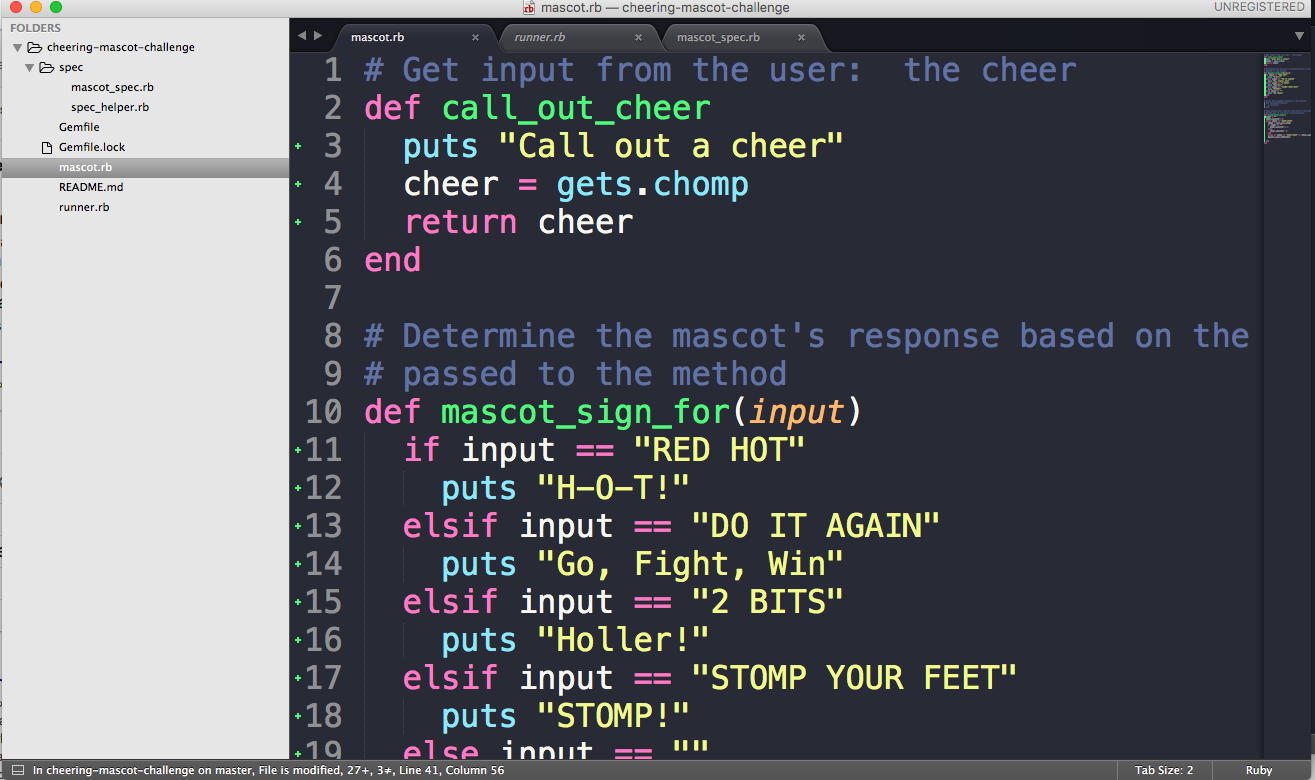 mascot.rb — cheering-mascot-challenge
UNREGISTERED
FOLDERS
cheering-mascot-challenge
spec
mascot_spec.rb
spec_helper.rb
Gemfile
Gemfile.lock
mascot.rb
README.md
runner.rb
mascot.rb × runner.rb × mascot_spec.rb ×
1 # Get input from the user:  the cheer
2 def call_out_cheer
3   puts "Call out a cheer"
4   cheer = gets.chomp
5   return cheer
6 end
7
8 # Determine the mascot's response based on the
9 # passed to the method
10 def mascot_sign_for(input)
11   if input == "RED HOT"
12     puts "H-O-T!"
13   elsif input == "DO IT AGAIN"
14     puts "Go, Fight, Win"
15   elsif input == "2 BITS"
16     puts "Holler!"
17   elsif input == "STOMP YOUR FEET"
18     puts "STOMP!"
19   else input == ""
In cheering-mascot-challenge on master, File is modified, 27+, 3≠, Line 41, Column 56
Tab Size: 2
Ruby